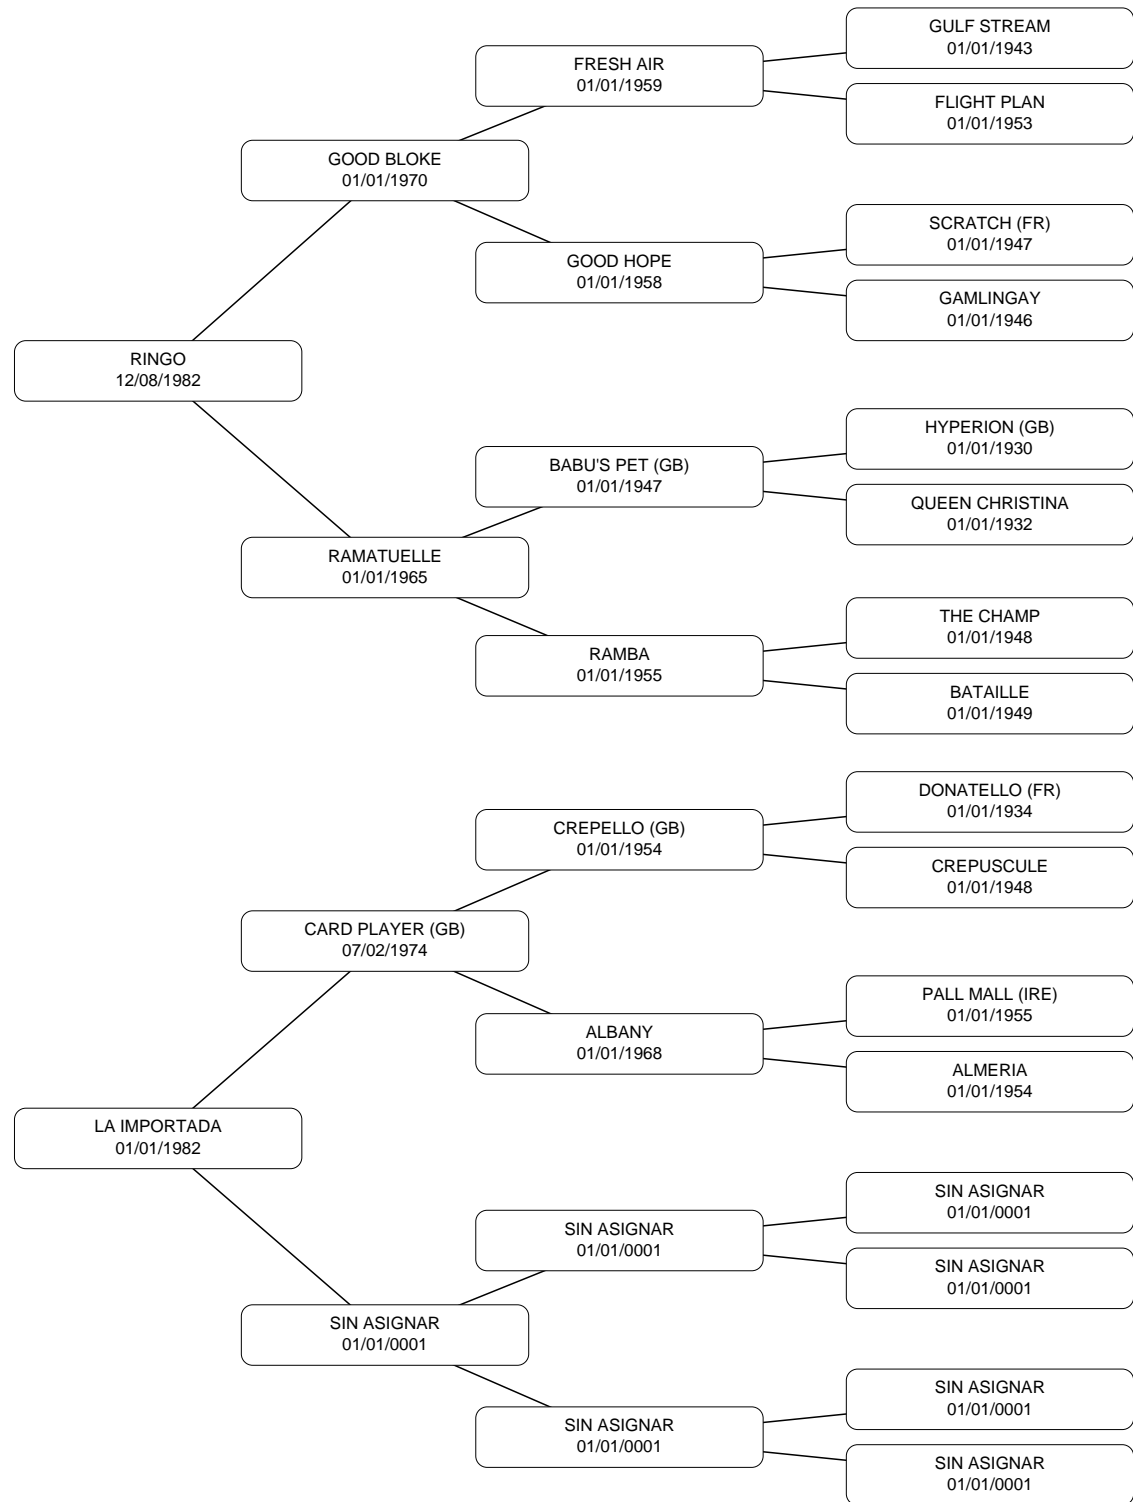 GULF STREAM
01/01/1943
FRESH AIR
01/01/1959
FLIGHT PLAN
01/01/1953
GOOD BLOKE
01/01/1970
SCRATCH (FR)
01/01/1947
GOOD HOPE
01/01/1958
GAMLINGAY
01/01/1946
RINGO
12/08/1982
HYPERION (GB)
01/01/1930
BABU'S PET (GB)
01/01/1947
QUEEN CHRISTINA
01/01/1932
RAMATUELLE
01/01/1965
THE CHAMP
01/01/1948
RAMBA
01/01/1955
BATAILLE
01/01/1949
DONATELLO (FR)
01/01/1934
CREPELLO (GB)
01/01/1954
CREPUSCULE
01/01/1948
CARD PLAYER (GB)
07/02/1974
PALL MALL (IRE)
01/01/1955
ALBANY
01/01/1968
ALMERIA
01/01/1954
LA IMPORTADA
01/01/1982
SIN ASIGNAR
01/01/0001
SIN ASIGNAR
01/01/0001
SIN ASIGNAR
01/01/0001
SIN ASIGNAR
01/01/0001
SIN ASIGNAR
01/01/0001
SIN ASIGNAR
01/01/0001
SIN ASIGNAR
01/01/0001